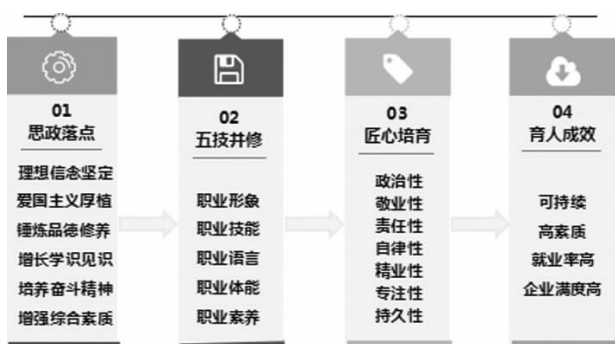 01
思政落点
理想信念坚定
爱国主义厚植
锤炼品德修养
增长学识见识
培养奋斗精神
增强综合素质
02
五技并修
职业形象
职业技能
职业语言
职业体能
职业素养
03
匠心培育
政治性
敬业性
责任性
自律性
精业性
专注性
持久性
04
育人成效
可持续
高素质
就业率高
企业满度高